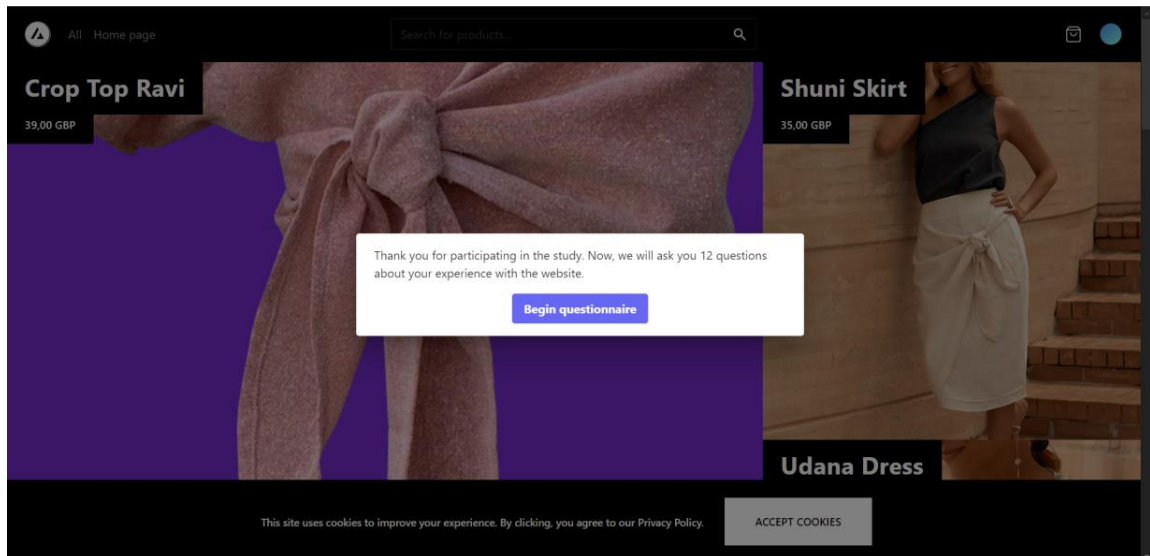 All Home page
Search for products...
Crop Top Ravi
39,00 GBP
Shuni Skirt
35,00 GBP
Thank you for participating in the study. Now, we will ask you 12 questions
about your experience with the website.
Begin questionnaire
Udana Dress
This site uses cookies to improve your experience. By clicking, you agree to our Privacy Policy.
ACCEPT COOKIES